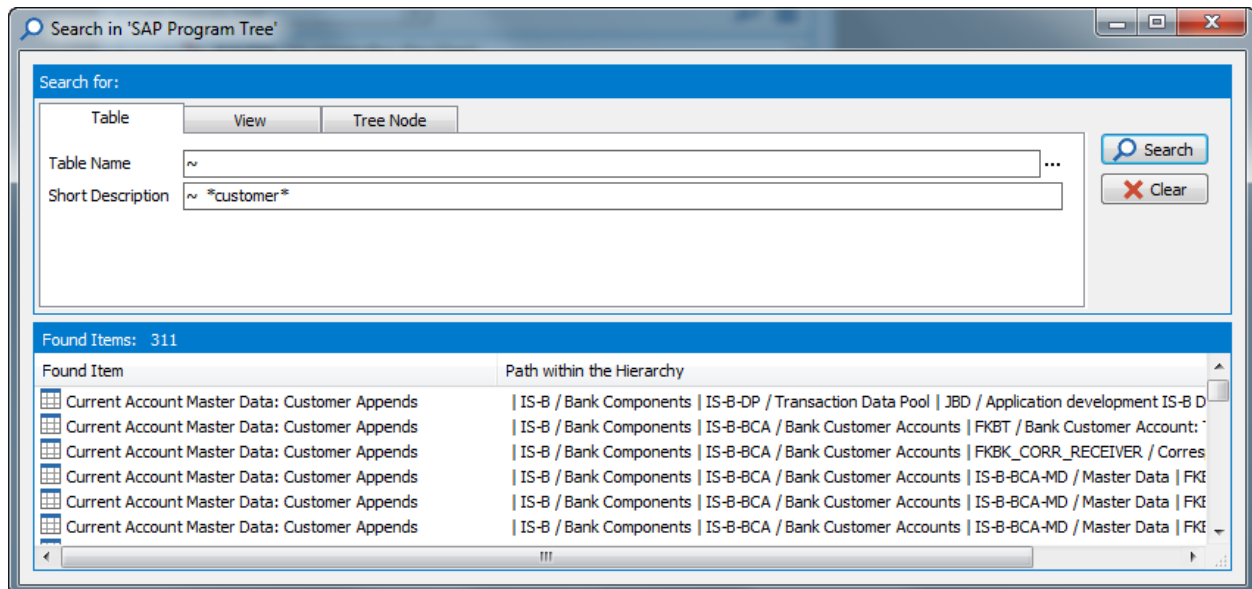 Search in 'SAP Program Tree'
Search for:
Table View Tree Node
Table Name ~ ...
Search
Short Description ~ *customer*
Clear
Found Items: 311
Found Item Path within the Hierarchy
Current Account Master Data: Customer Appends | IS-B / Bank Components | IS-B-DP / Transaction Data Pool | JBD / Application development IS-B D
Current Account Master Data: Customer Appends | IS-B / Bank Components | IS-B-BCA / Bank Customer Accounts | FKBT / Bank Customer Account:
Current Account Master Data: Customer Appends | IS-B / Bank Components | IS-B-BCA / Bank Customer Accounts | FKBK_CORR_RECEIVER / Corres
Current Account Master Data: Customer Appends | IS-B / Bank Components | IS-B-BCA / Bank Customer Accounts | IS-B-BCA-MD / Master Data |
Current Account Master Data: Customer Appends | IS-B / Bank Components | IS-B-BCA / Bank Customer Accounts | IS-B-BCA-MD / Master Data |
Current Account Master Data: Customer Appends | IS-B / Bank Components | IS-B-BCA / Bank Customer Accounts | IS-B-BCA-MD / Master Data |